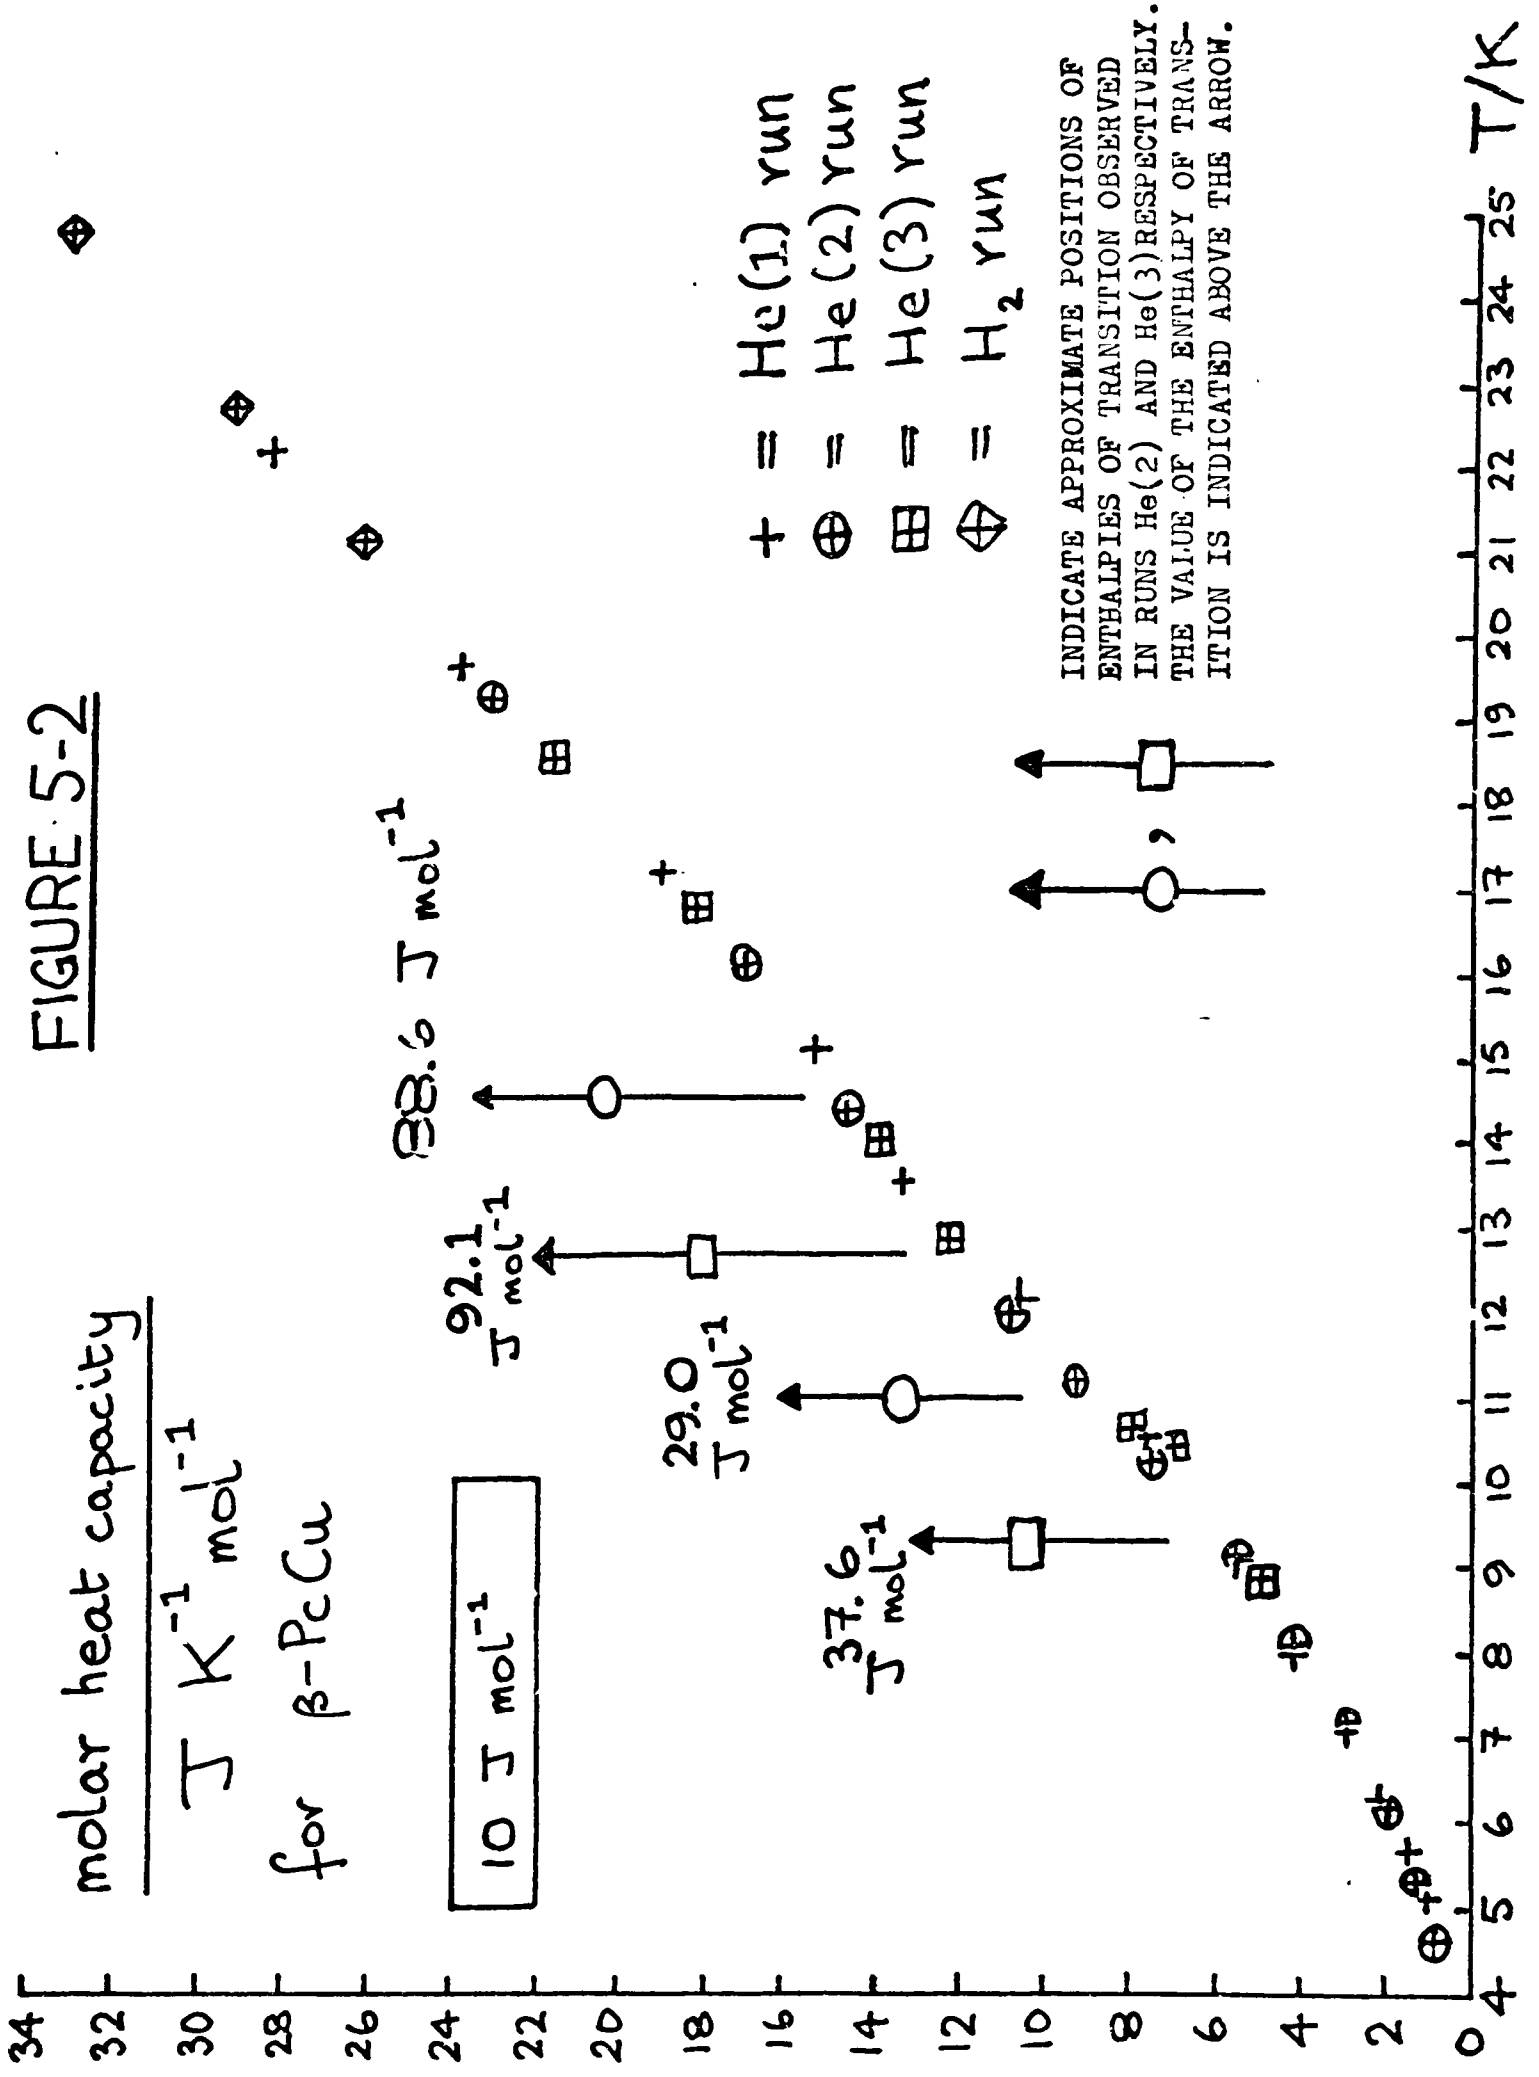 FIGURE 5-2
molar heat capacity
J K⁻¹ mol⁻¹
for β-PcCu
10 J mol⁻¹
37.6
J mol⁻¹
29.0
J mol⁻¹
92.1
J mol⁻¹
88.6 J mol⁻¹
+ = He(1) run
⊕ = He(2) run
⊞ = He(3) run
= H₂ run
,
INDICATE APPROXIMATE POSITIONS OF
ENTHALPIES OF TRANSITION OBSERVED
IN RUNS He(2) AND He(3)RESPECTIVELY.
THE VALUE OF THE ENTHALPY OF TRANS-
ITION IS INDICATED ABOVE THE ARROW.
34
32
30
28
26
24
22
20
18
16
14
12
10
8
6
4
2
0
4 5 6 7 8 9 10 11 12 13 14 15 16 17 18 19 20 21 22 23 24 25 T/K